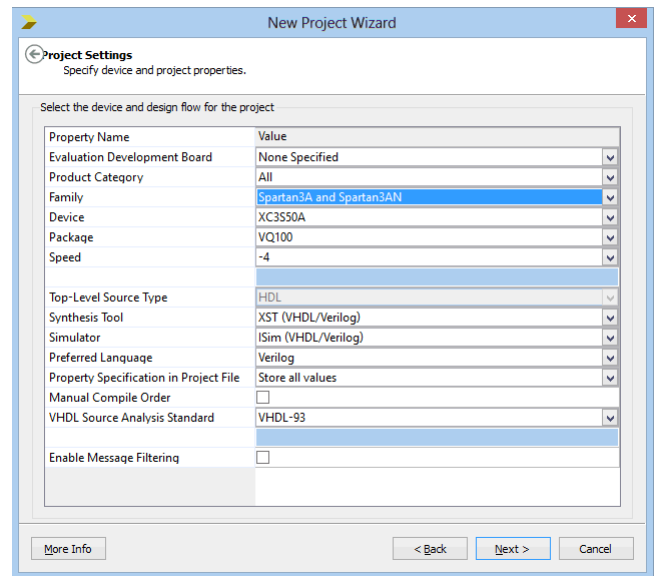 New Project Wizard
Project Settings
Specify device and project properties.
Select the device and design flow for the project
Property Name Value
Evaluation Development Board None Specified
Product Category All
Family Spartan3A and Spartan3AN
Device XC3S50A
Package VQ100
Speed -4
Top-Level Source Type HDL
Synthesis Tool XST (VHDL/Verilog)
Simulator ISim (VHDL/Verilog)
Preferred Language Verilog
Property Specification in Project File Store all values
Manual Compile Order
VHDL Source Analysis Standard VHDL-93
Enable Message Filtering
More Info < Back Next > Cancel